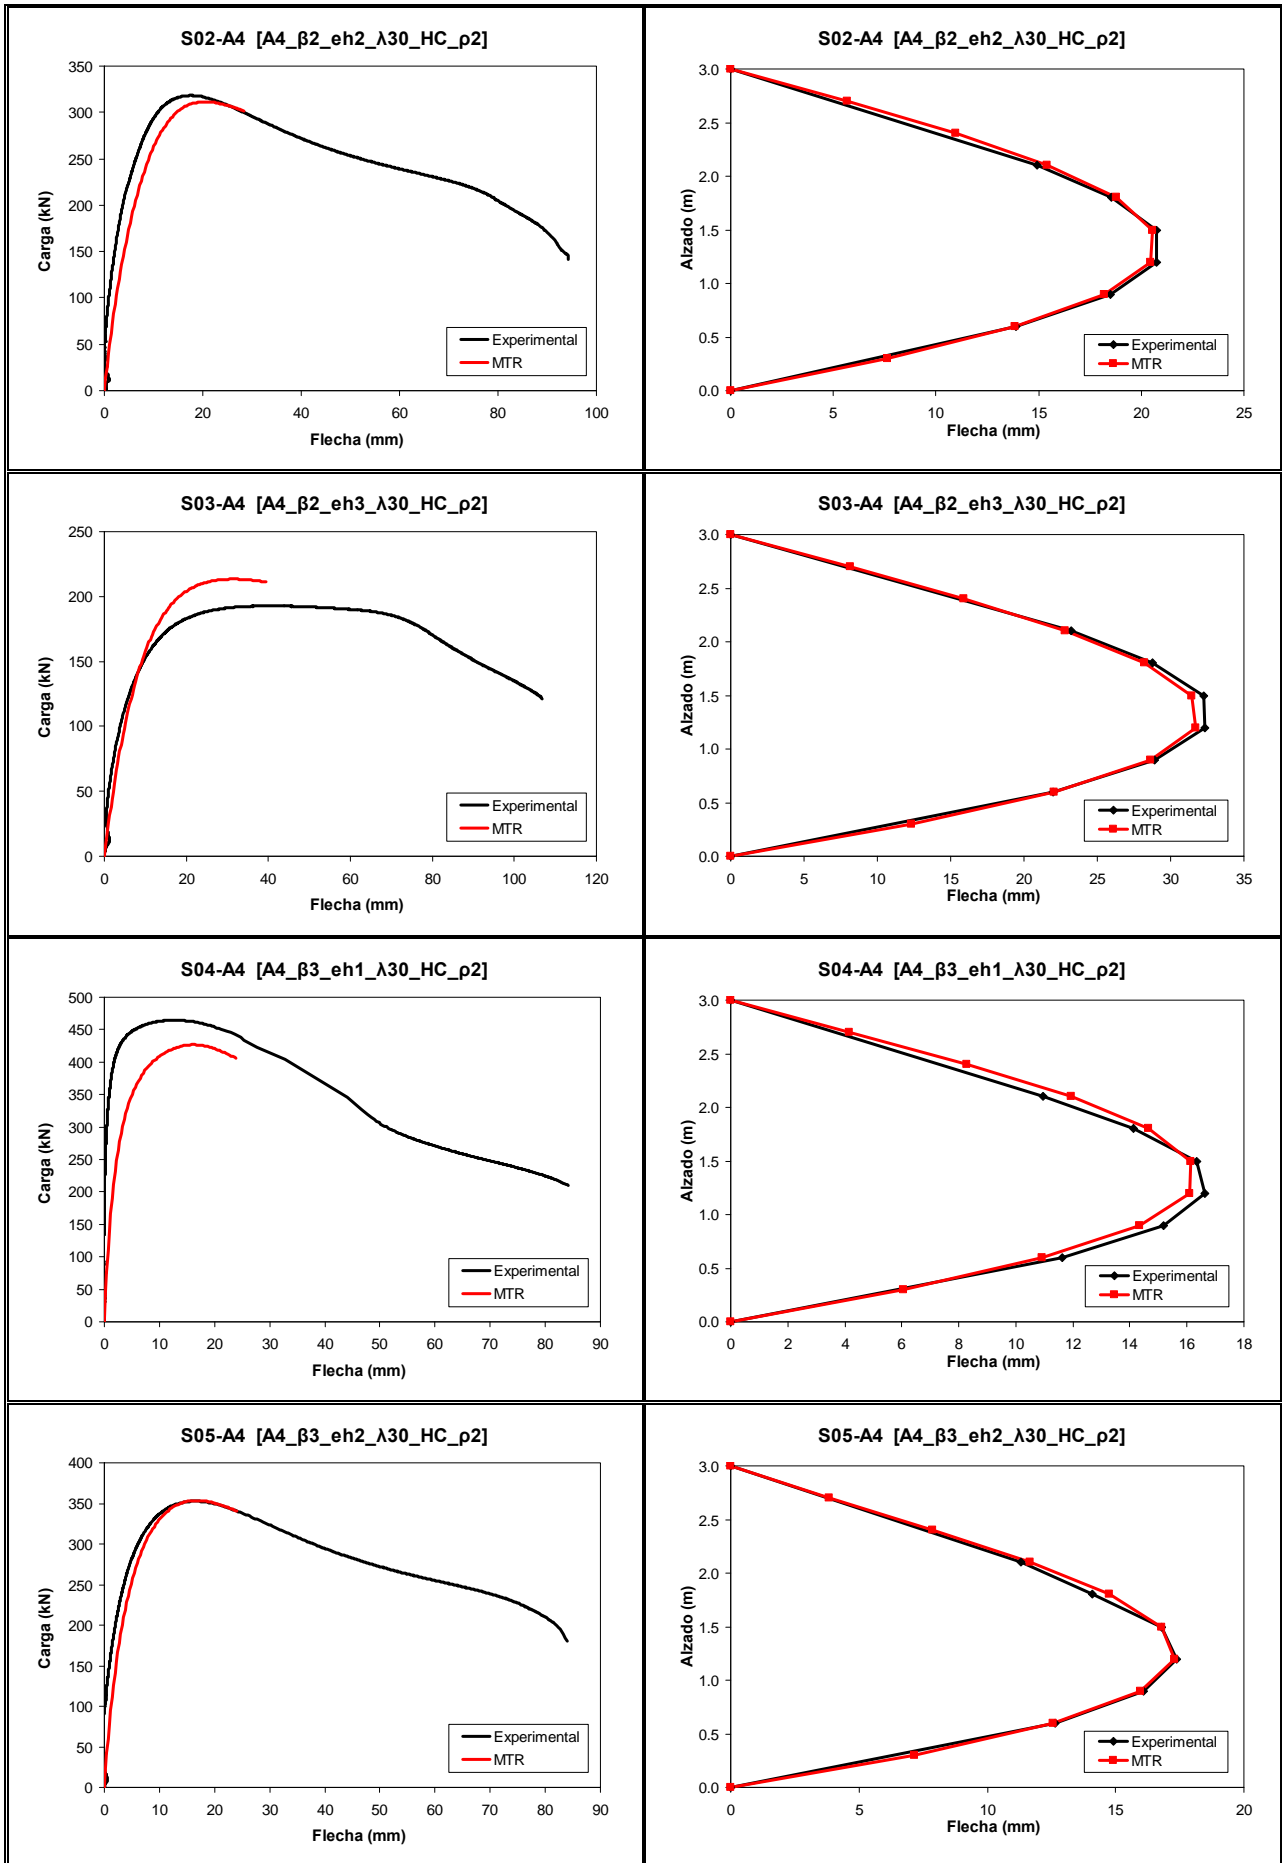 S02-A4 [A4_β2_eh2_λ30_HC_ρ2]
350
300
250
200
150
100
50
0
Carga (kN)
0 20 40 60 80 100
Flecha (mm)
Experimental
MTR
S02-A4 [A4_β2_eh2_λ30_HC_ρ2]
3.0
2.5
2.0
1.5
1.0
0.5
0.0
Alzado (m)
0 5 10 15 20 25
Flecha (mm)
Experimental
MTR
S03-A4 [A4_β2_eh3_λ30_HC_ρ2]
250
200
150
100
50
0
Carga (kN)
0 20 40 60 80 100 120
Flecha (mm)
Experimental
MTR
S03-A4 [A4_β2_eh3_λ30_HC_ρ2]
3.0
2.5
2.0
1.5
1.0
0.5
0.0
Alzado (m)
0 5 10 15 20 25 30 35
Flecha (mm)
Experimental
MTR
S04-A4 [A4_β3_eh1_λ30_HC_ρ2]
500
450
400
350
300
250
200
150
100
50
0
Carga (kN)
0 10 20 30 40 50 60 70 80 90
Flecha (mm)
Experimental
MTR
S04-A4 [A4_β3_eh1_λ30_HC_ρ2]
3.0
2.5
2.0
1.5
1.0
0.5
0.0
Alzado (m)
0 2 4 6 8 10 12 14 16 18
Flecha (mm)
Experimental
MTR
S05-A4 [A4_β3_eh2_λ30_HC_ρ2]
400
350
300
250
200
150
100
50
0
Carga (kN)
0 10 20 30 40 50 60 70 80 90
Flecha (mm)
Experimental
MTR
S05-A4 [A4_β3_eh2_λ30_HC_ρ2]
3.0
2.5
2.0
1.5
1.0
0.5
0.0
Alzado (m)
0 5 10 15 20
Flecha (mm)
Experimental
MTR